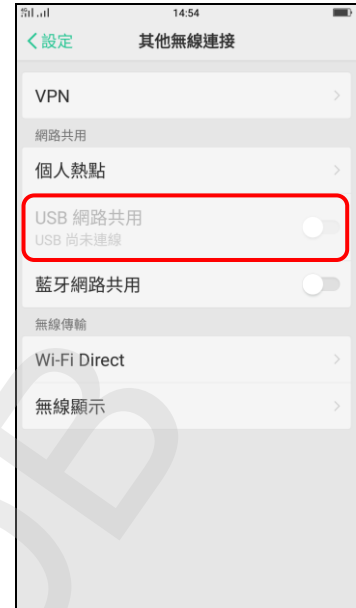 14:54
設定
其他無線連接
VPN
網路共用
個人熱點
USB 網路共用
USB 尚未連線
藍牙網路共用
無線傳輸
Wi-Fi Direct
無線顯示